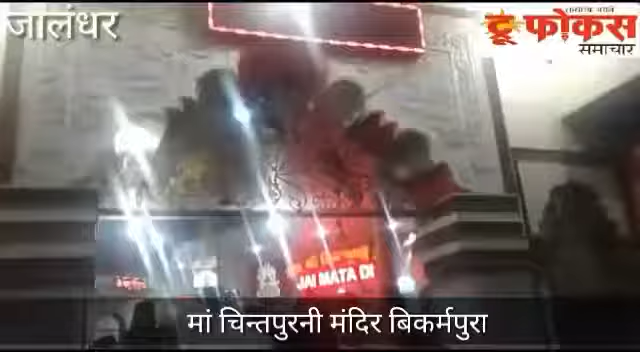 जालंधर
टू फोकस
समाचार
JAI MATA DI
मां चिन्तपुरनी मंदिर बिकर्मपुरा